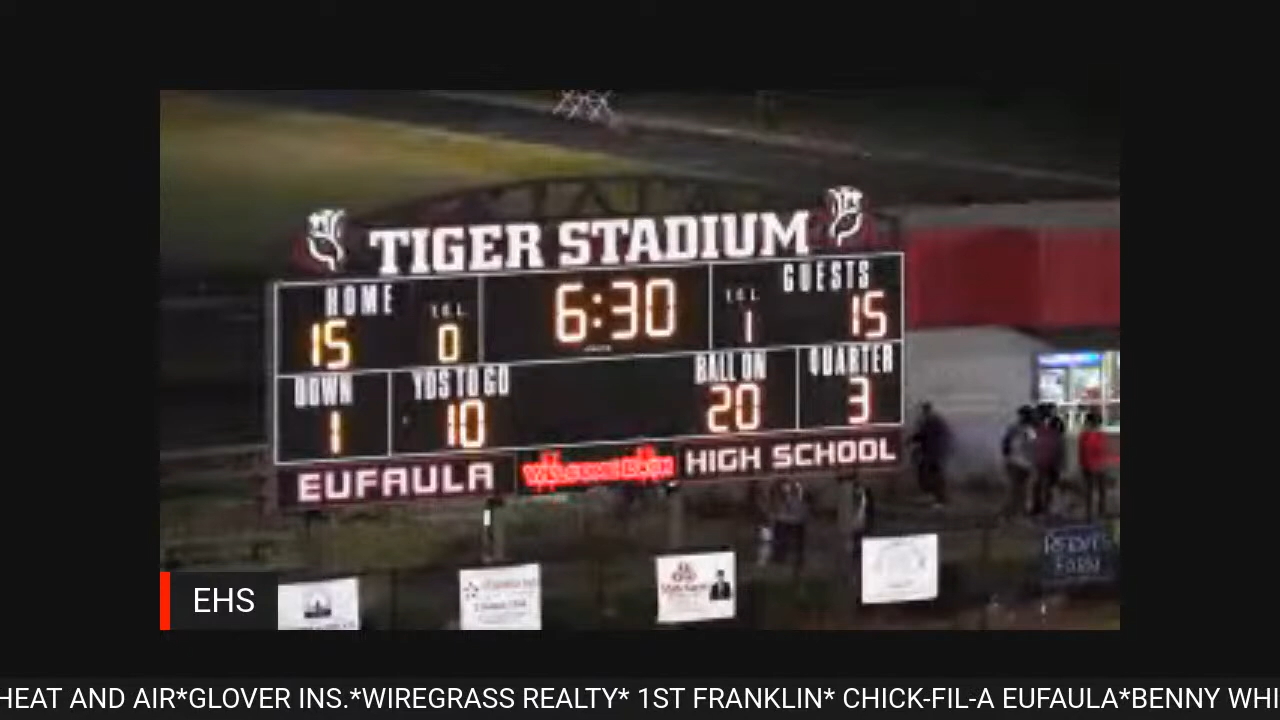 TIGER STADIUM
HOME
T.O.L.
6:30
T.O.L.
GUESTS
15
0
1
15
DOWN
YDS TO GO
BALL ON
QUARTER
1
10
20
3
EUFAULA
WELCOME BACK
HIGH SCHOOL
EHS
HEAT AND AIR*GLOVER INS.*WIREGRASS REALTY* 1ST FRANKLIN* CHICK-FIL-A EUFAULA*BENNY WHI